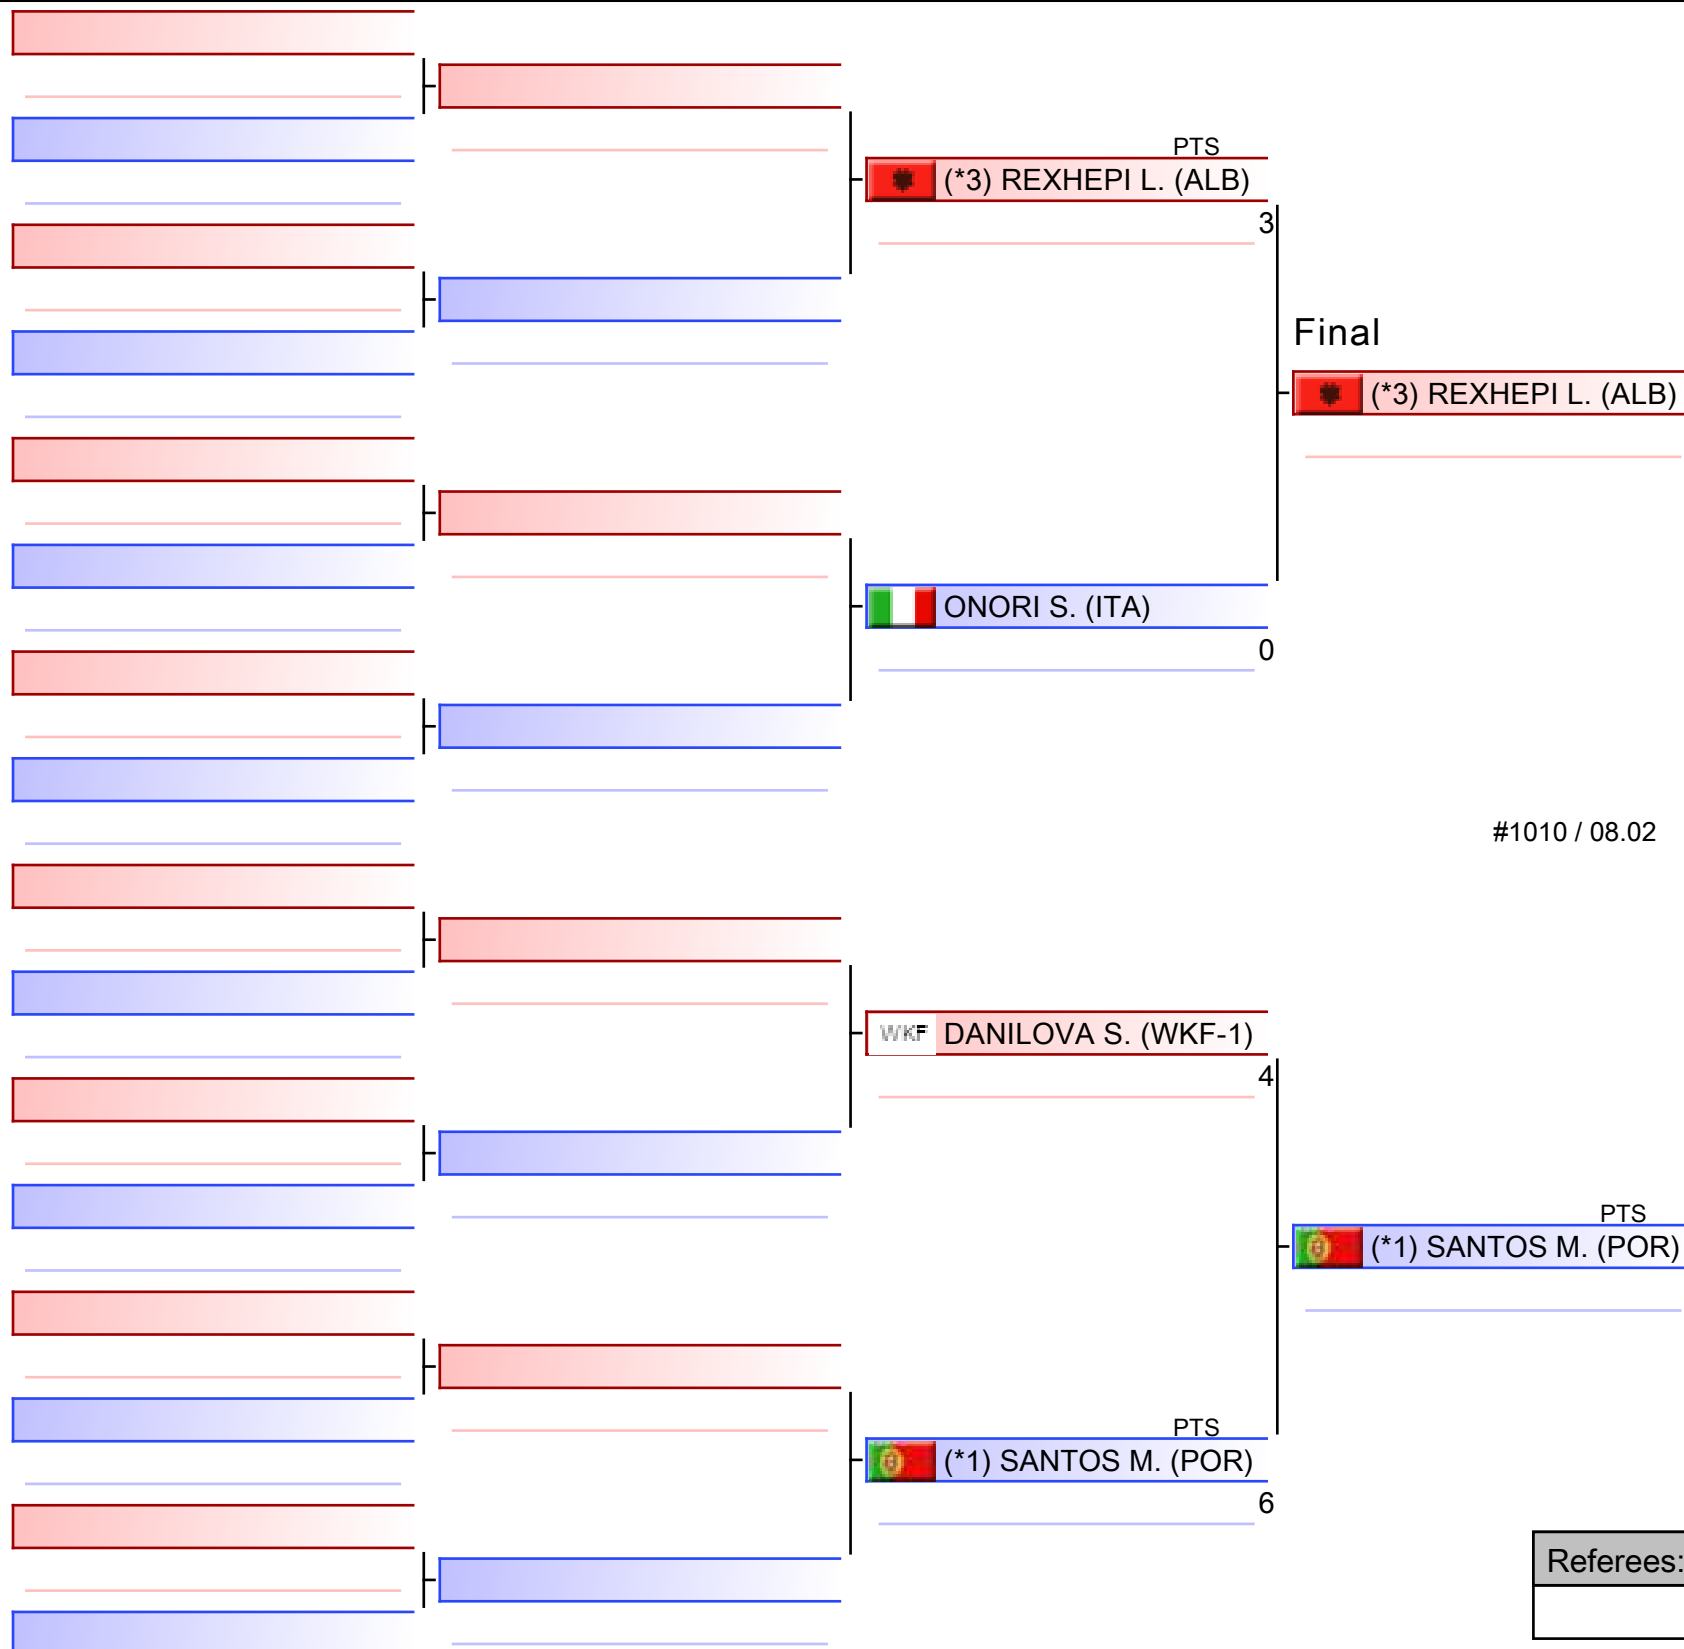 PTS
(*3) REXHEPI L. (ALB)
3
Final
(*3) REXHEPI L. (ALB)
ONORI S. (ITA)
0
#1010 / 08.02
WKF DANILOVA S. (WKF-1)
4
PTS
(*1) SANTOS M. (POR)
PTS
(*1) SANTOS M. (POR)
6
Referees: